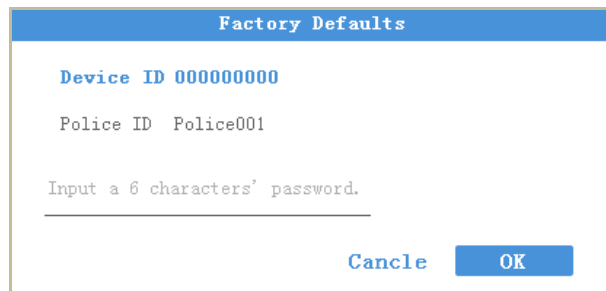 Factory Defaults
Device ID 000000000
Police ID Police001
Input a 6 characters' password.
Cancle OK